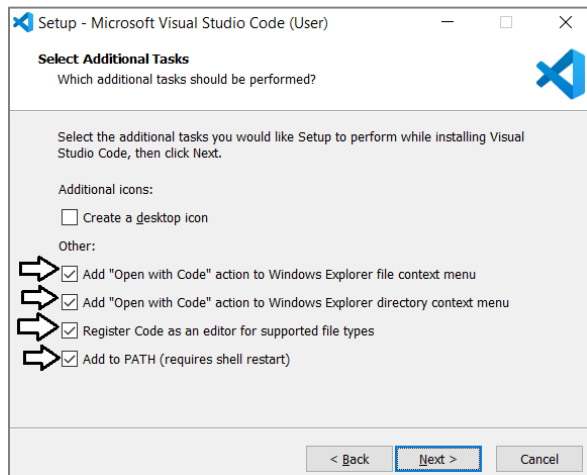 Setup - Microsoft Visual Studio Code (User)
Select Additional Tasks
Which additional tasks should be performed?
Select the additional tasks you would like Setup to perform while installing Visual
Studio Code, then click Next.
Additional icons:
Create a desktop icon
Other:
Add "Open with Code" action to Windows Explorer file context menu
Add "Open with Code" action to Windows Explorer directory context menu
Register Code as an editor for supported file types
Add to PATH (requires shell restart)
< Back Next > Cancel